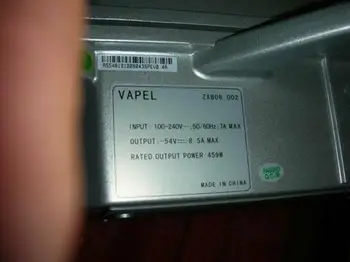 VAPEL
ZXB08.002
INPUT: 100-240V~, 50/60Hz; 7A MAX
OUTPUT: -54V⎓ 8.5A MAX
RATED OUTPUT POWER 459W
MADE IN CHINA